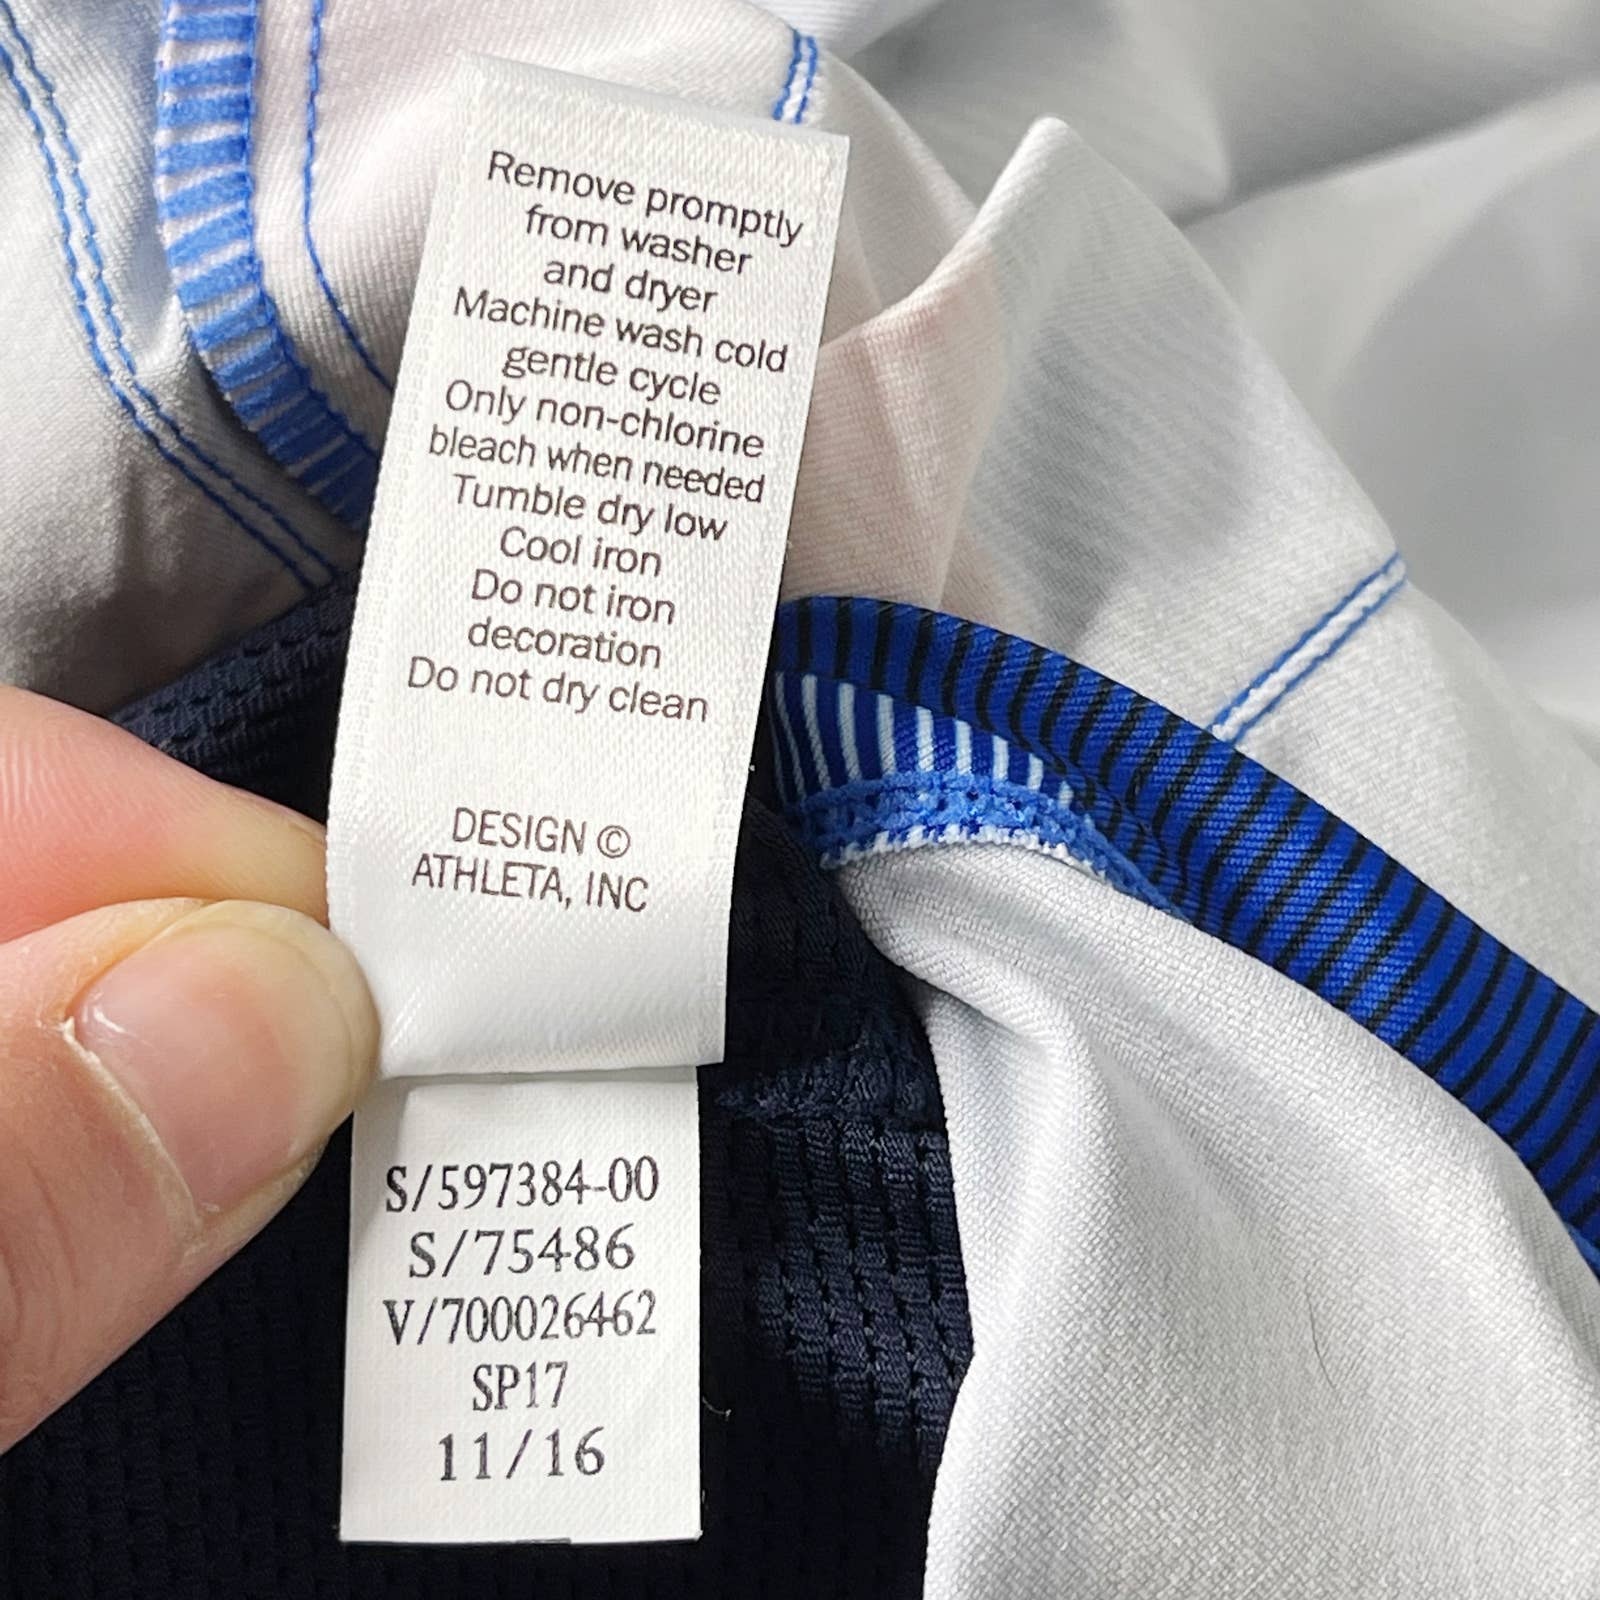 Remove promptly
from washer
and dryer
Machine wash cold
gentle cycle
Only non-chlorine
bleach when needed
Tumble dry low
Cool iron
Do not iron
decoration
Do not dry clean
DESIGN ©
ATHLETA, INC
S/597384-00
S/75486
V/700026462
SP17
11/16